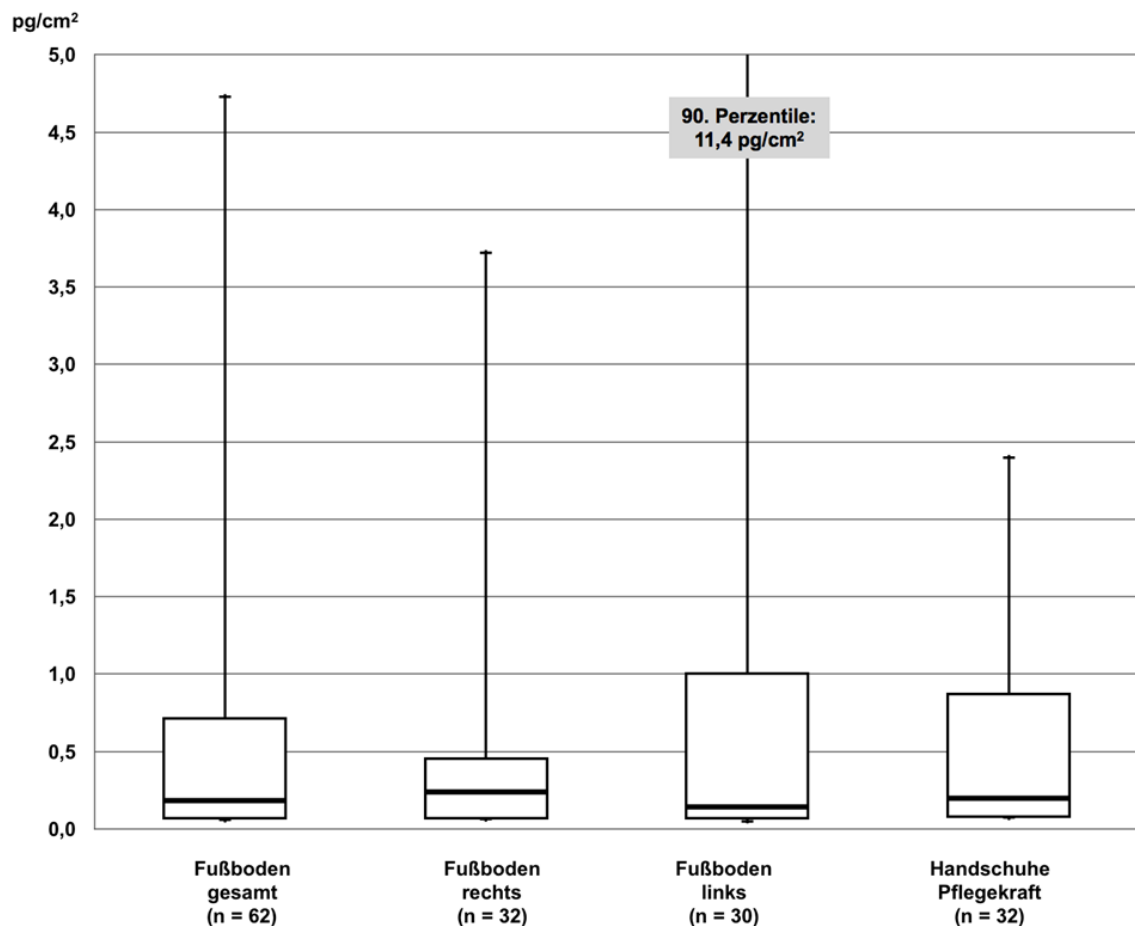 pg/cm²
5,0
90. Perzentile:
11,4 pg/cm²
4,5
4,0
3,5
3,0
2,5
2,0
1,5
1,0
0,5
0,0
Fußboden
gesamt
(n = 62)
Fußboden
rechts
(n = 32)
Fußboden
links
(n = 30)
Handschuhe
Pflegekraft
(n = 32)